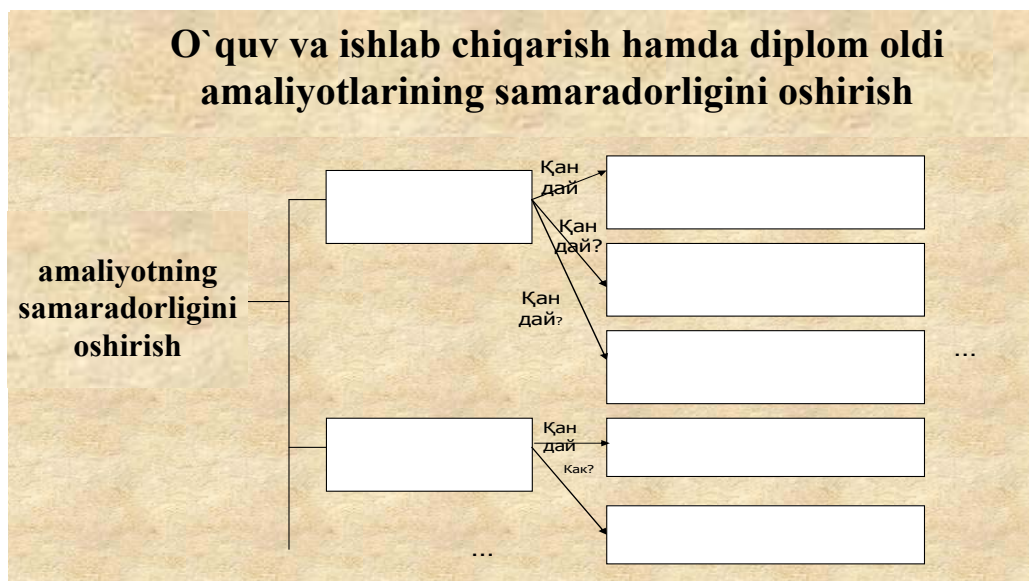 O`quv va ishlab chiqarish hamda diplom oldi
amaliyotlarining samaradorligini oshirish
amaliyotning
samaradorligini
oshirish
Қан
дай
Қан
дай?
Қан
дай?
...
Қан
дай
Как?
...